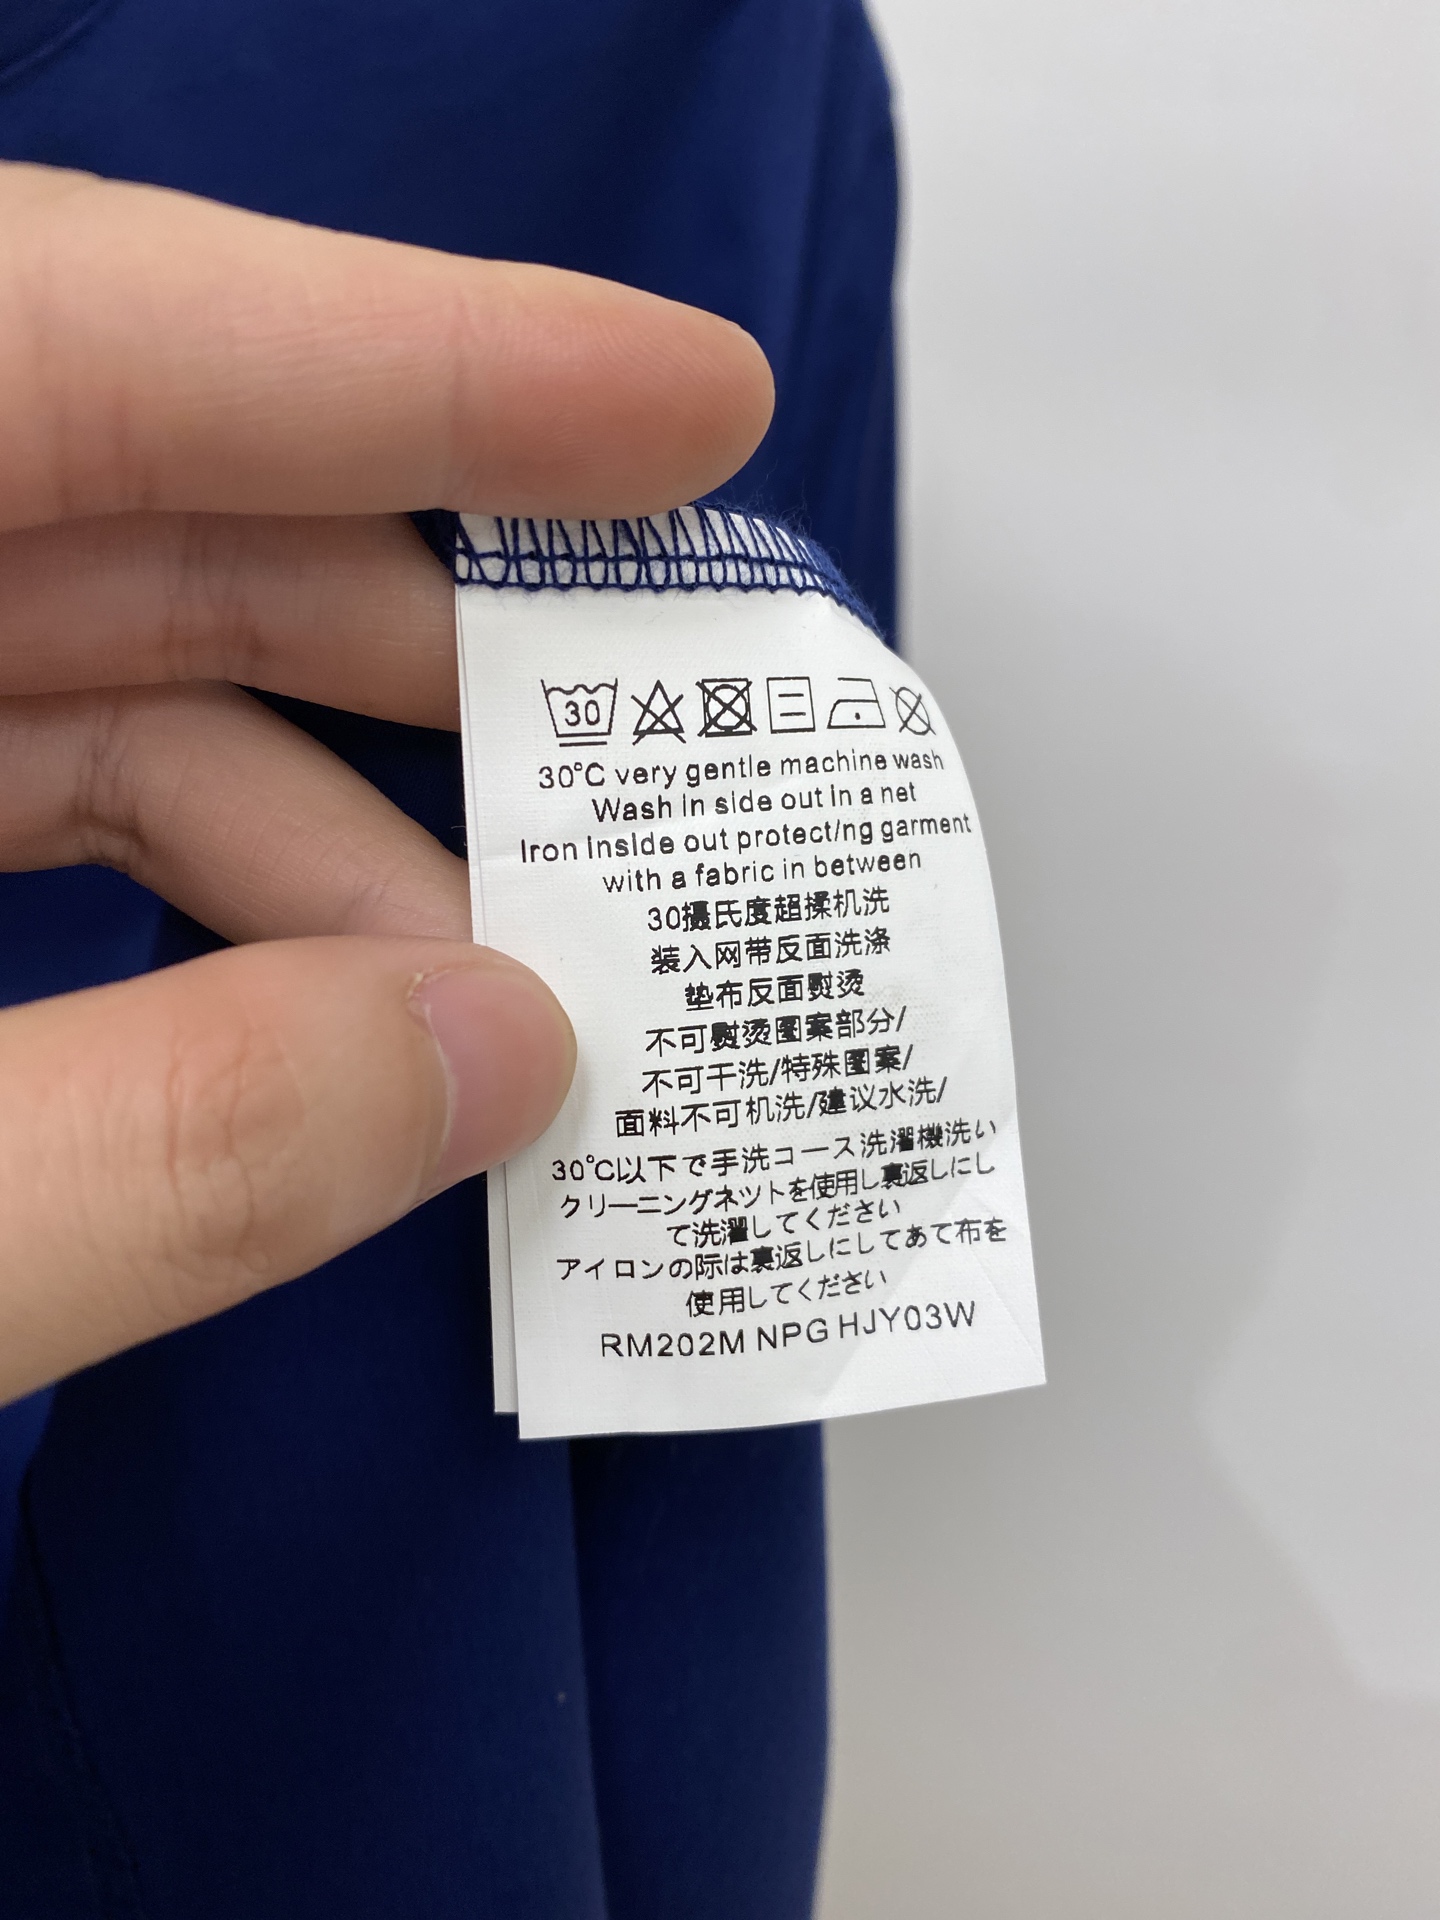 30
30°C very gentle machine wash
Wash in side out in a net
Iron inside out protect/ng garment
with a fabric in between
30摄氏度超揉机洗
装入网带反面洗涤
垫布反面熨烫
不可熨烫图案部分/
不可干洗/特殊图案/
面料不可机洗/建议水洗/
30℃以下で手洗コース洗濯機洗い
クリーニングネットを使用し裏返しにし
て洗濯してください
アイロンの際は裏返しにしてあて布を
使用してください
RM202M NPG HJY03W